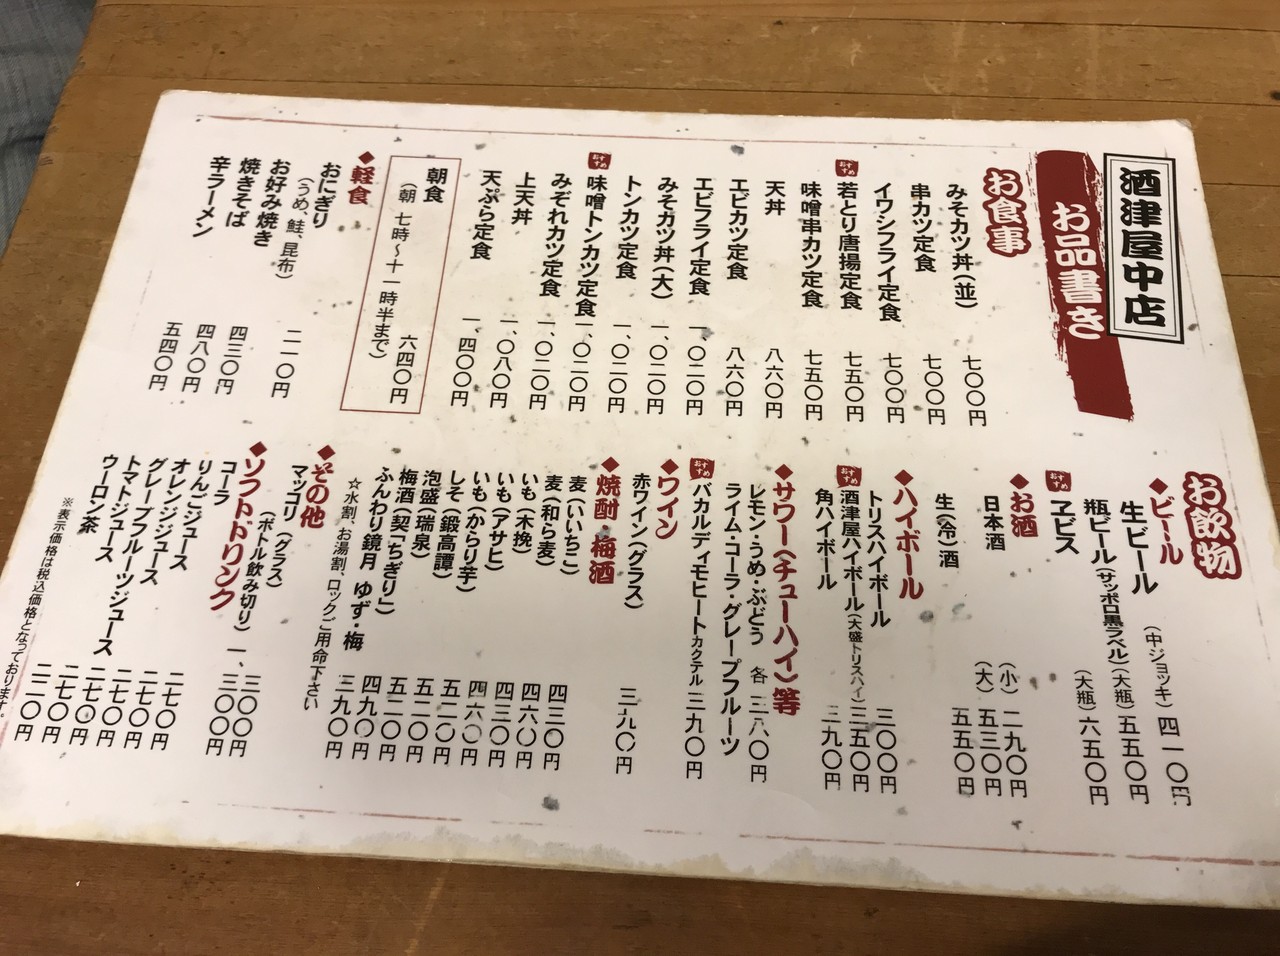 酒津屋中店
お品書き
お食事
みそカツ丼(並) 七〇〇円
串カツ定食 七〇〇円
イワシフライ定食 七〇〇円
おすすめ 若とり唐揚定食 七五〇円
味噌串カツ定食 七五〇円
天丼 八六〇円
エビカツ定食 八六〇円
エビフライ定食 一、〇二〇円
みそカツ丼(大) 一、〇二〇円
トンカツ定食 一、〇二〇円
おすすめ 味噌トンカツ定食 一、〇二〇円
みぞれカツ定食 一、〇二〇円
上天丼 一、〇八〇円
天ぷら定食 一、四〇〇円
朝食 六四〇円
(朝 七時〜十一時半まで)
◆軽食
おにぎり 二一〇円
(うめ、鮭、昆布)
お好み焼き 四三〇円
焼きそば 四八〇円
辛ラーメン 五四〇円
お飲物
◆ビール
生ビール (中ジョッキ) 四一〇円
瓶ビール(サッポロ黒ラベル)(大瓶) 五五〇円
おすすめ ヱビス (大瓶) 六五〇円
◆お酒
日本酒 (小) 二九〇円
(大) 五三〇円
生(冷)酒 五五〇円
◆ハイボール
トリスハイボール 三〇〇円
おすすめ 酒津屋ハイボール(大盛トリスハイ) 三五〇円
角ハイボール 三九〇円
◆サワー(チューハイ)等
レモン・うめ・ぶどう 各 三八〇円
ライム・コーラ・グレープフルーツ
おすすめ バカルディモヒートカクテル 三九〇円
◆ワイン
赤ワイン(グラス) 三九〇円
◆焼酎・梅酒
麦(いいちこ) 四三〇円
麦(和ら麦) 四六〇円
いも(木挽) 四三〇円
いも(アサヒ) 四六〇円
いも(からり芋) 五二〇円
しそ(鍛高譚) 五二〇円
泡盛(瑞泉) 五二〇円
梅酒(契「ちぎり」) 四九〇円
ふんわり鏡月 ゆず・梅 三九〇円
☆水割、お湯割、ロックご用命下さい
◆その他
マッコリ (グラス) 三〇〇円
(ボトル飲み切り) 一、三〇〇円
◆ソフトドリンク
コーラ 二七〇円
りんごジュース 二七〇円
オレンジジュース 二七〇円
グレープフルーツジュース 二七〇円
トマトジュース 二七〇円
ウーロン茶 二二〇円
※表示価格は税込価格となっております。